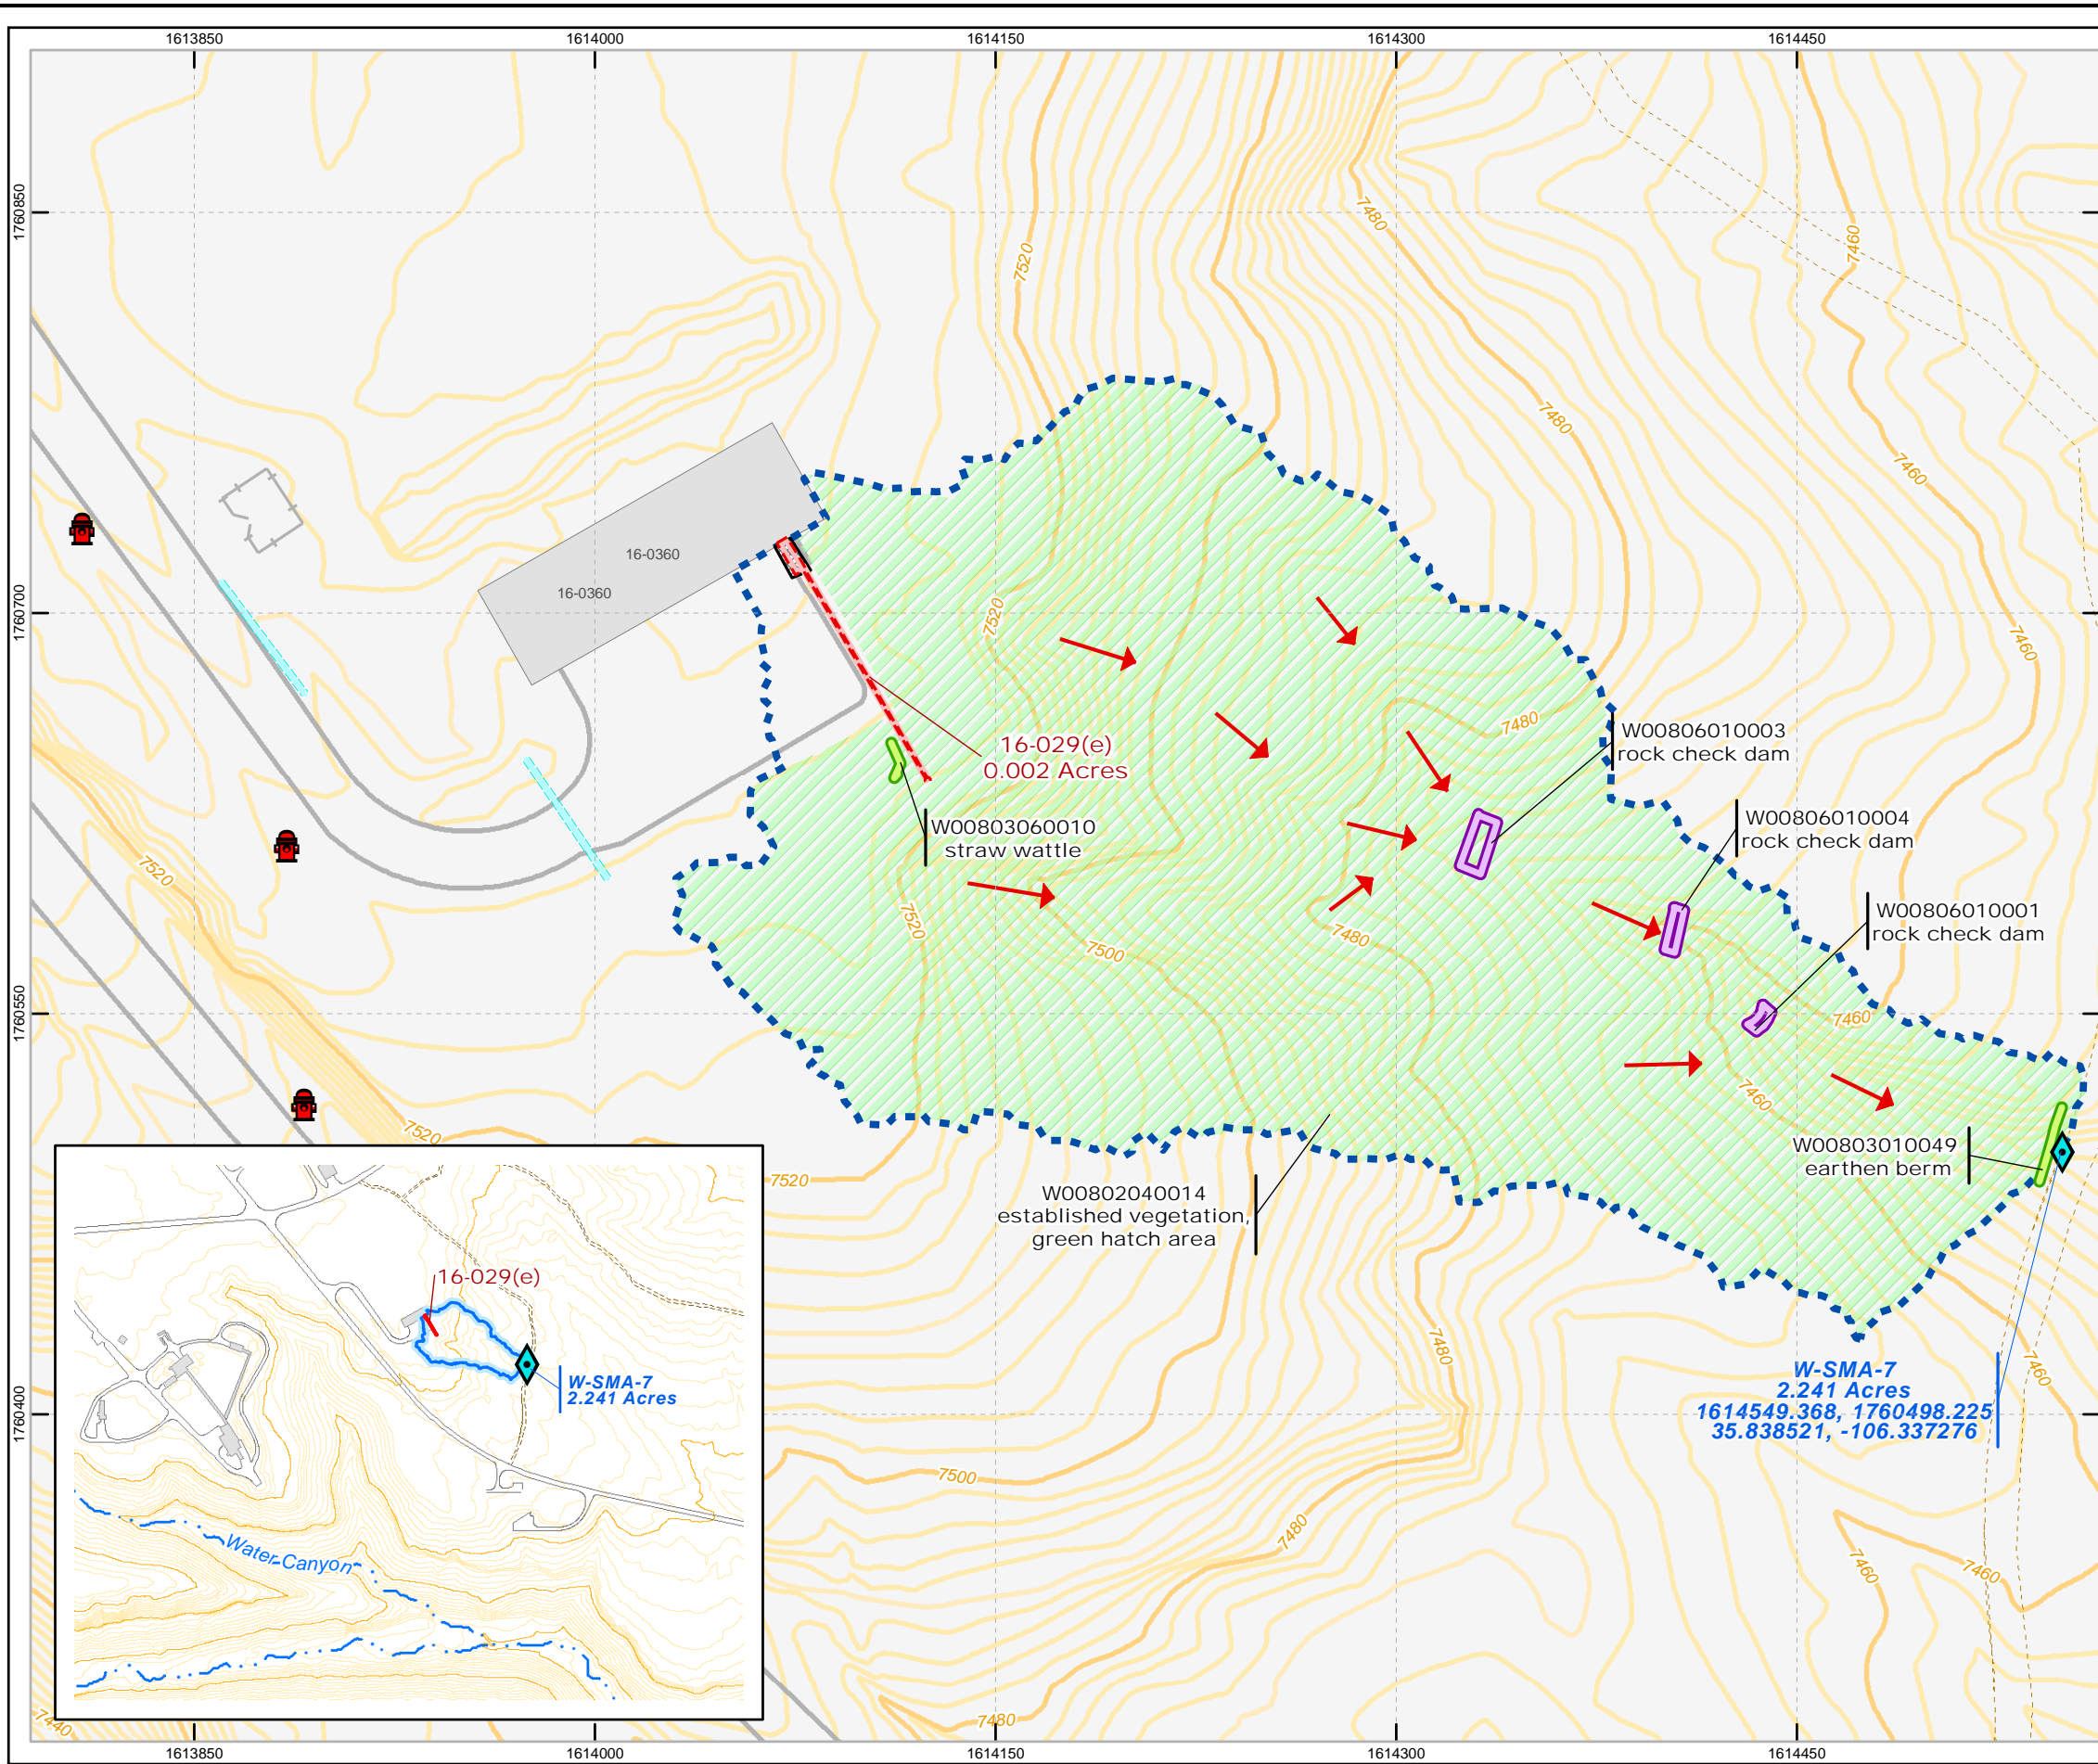 1613850
1614000
1614150
1614300
1614450
1760850
7480
7460
7520
7480
7460
16-0360
16-0360
1760700
7520
7460
7480
W00806010003
rock check dam
16-029(e)
0.002 Acres
W00803060010
straw wattle
W00806010004
rock check dam
7520
W00806010001
rock check dam
7520
7500
7480
1760550
7460
7460
7520
W00803010049
earthen berm
7520
W00802040014
established vegetation,
green hatch area
16-029(e)
W-SMA-7
2.241 Acres
7480
7460
W-SMA-7
2.241 Acres
1614549.368, 1760498.225
35.838521, -106.337276
1760400
7500
7480
Water Canyon
7460
7460
7440
7480
1613850
1614000
1614150
1614300
1614450